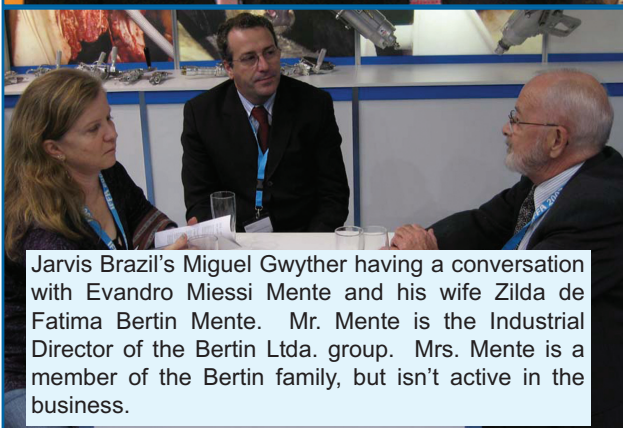 Jarvis Brazil's Miguel Gwyther having a conversation
with Evandro Miessi Mente and his wife Zilda de
Fatima Bertin Mente. Mr. Mente is the Industrial
Director of the Bertin Ltda. group. Mrs. Mente is a
member of the Bertin family, but isn't active in the
business.